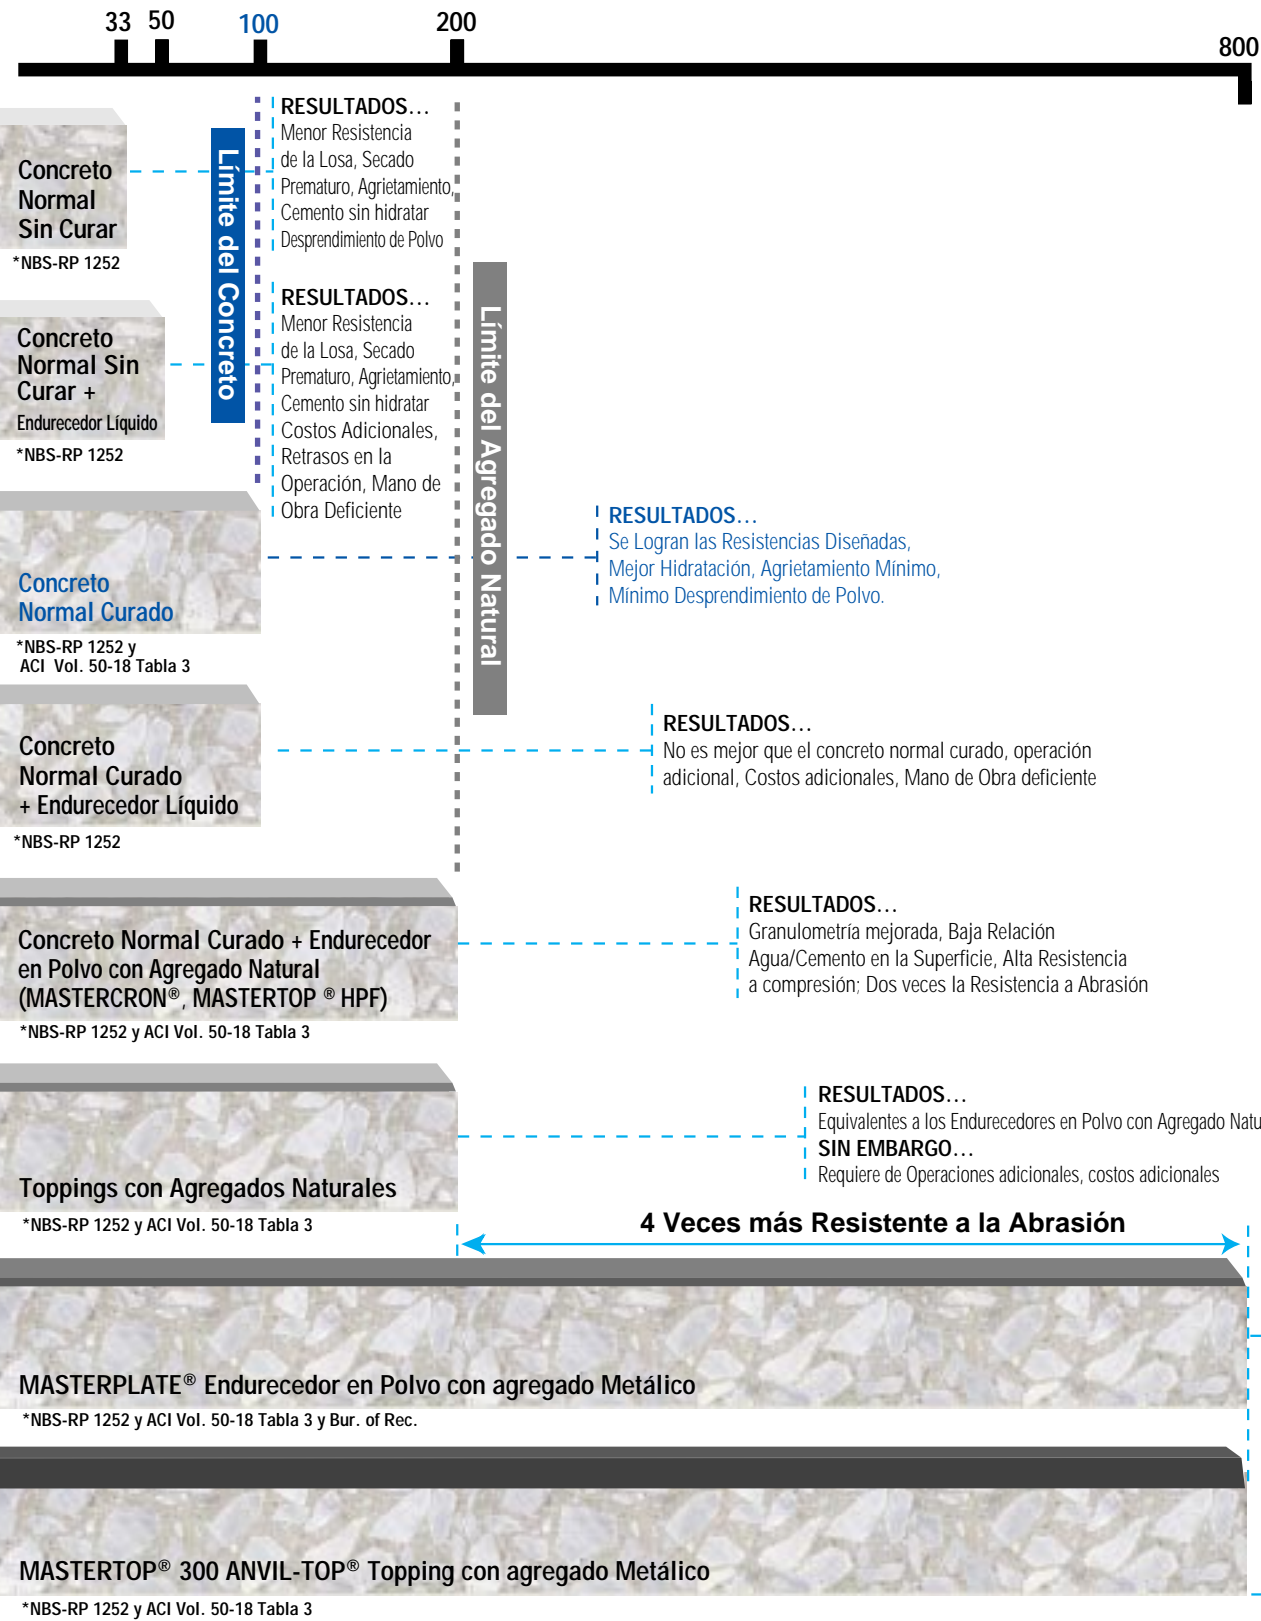 33 50 100 200 800
Concreto
Normal
Sin Curar
*NBS-RP 1252
Límite del Concreto
RESULTADOS...
Menor Resistencia
de la Losa, Secado
Prematuro, Agrietamiento,
Cemento sin hidratar
Desprendimiento de Polvo
Concreto
Normal Sin
Curar +
Endurecedor Líquido
*NBS-RP 1252
RESULTADOS...
Menor Resistencia
de la Losa, Secado
Prematuro, Agrietamiento,
Cemento sin hidratar
Costos Adicionales,
Retrasos en la
Operación, Mano de
Obra Deficiente
Límite del Agregado Natural
Concreto
Normal Curado
*NBS-RP 1252 y
ACI Vol. 50-18 Tabla 3
RESULTADOS...
Se Logran las Resistencias Diseñadas,
Mejor Hidratación, Agrietamiento Mínimo,
Mínimo Desprendimiento de Polvo.
Concreto
Normal Curado
+ Endurecedor Líquido
*NBS-RP 1252
RESULTADOS...
No es mejor que el concreto normal curado, operación
adicional, Costos adicionales, Mano de Obra deficiente
Concreto Normal Curado + Endurecedor
en Polvo con Agregado Natural
(MASTERCRON®, MASTERTOP ® HPF)
*NBS-RP 1252 y ACI Vol. 50-18 Tabla 3
RESULTADOS...
Granulometría mejorada, Baja Relación
Agua/Cemento en la Superficie, Alta Resistencia
a compresión; Dos veces la Resistencia a Abrasión
Toppings con Agregados Naturales
*NBS-RP 1252 y ACI Vol. 50-18 Tabla 3
RESULTADOS...
Equivalentes a los Endurecedores en Polvo con Agregado Natu
SIN EMBARGO...
Requiere de Operaciones adicionales, costos adicionales
4 Veces más Resistente a la Abrasión
MASTERPLATE® Endurecedor en Polvo con agregado Metálico
*NBS-RP 1252 y ACI Vol. 50-18 Tabla 3 y Bur. of Rec.
MASTERTOP® 300 ANVIL-TOP® Topping con agregado Metálico
*NBS-RP 1252 y ACI Vol. 50-18 Tabla 3